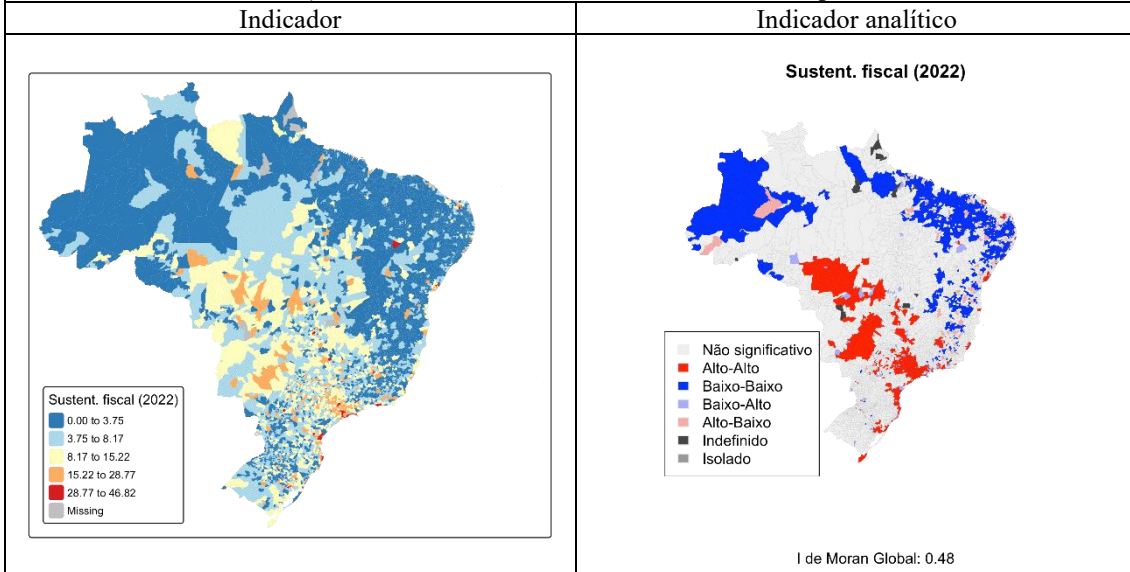 Indicador
Indicador analítico
Sustent. fiscal (2022)
0.00 to 3.75
3.75 to 8.17
8.17 to 15.22
15.22 to 28.77
28.77 to 46.82
Missing
Sustent. fiscal (2022)
Não significativo
Alto-Alto
Baixo-Baixo
Baixo-Alto
Alto-Baixo
Indefinido
Isolado
I de Moran Global: 0.48